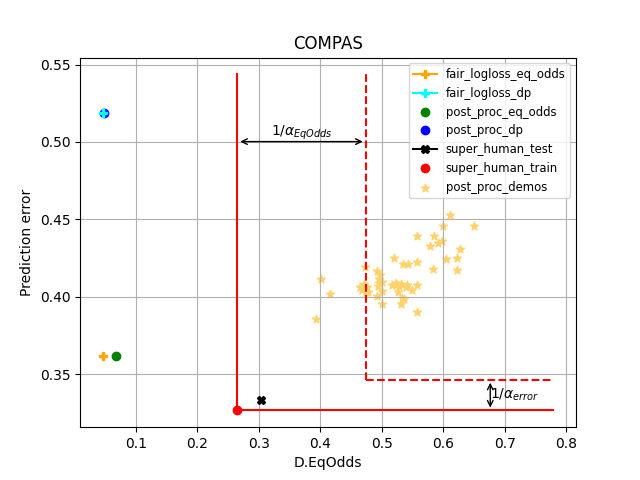 COMPAS
0.55
0.50
0.45
0.40
0.35
Prediction error
fair_logloss_eq_odds
fair_logloss_dp
post_proc_eq_odds
post_proc_dp
super_human_test
super_human_train
post_proc_demos
1/α_EqOdds
1/α_error
0.1 0.2 0.3 0.4 0.5 0.6 0.7 0.8
D.EqOdds